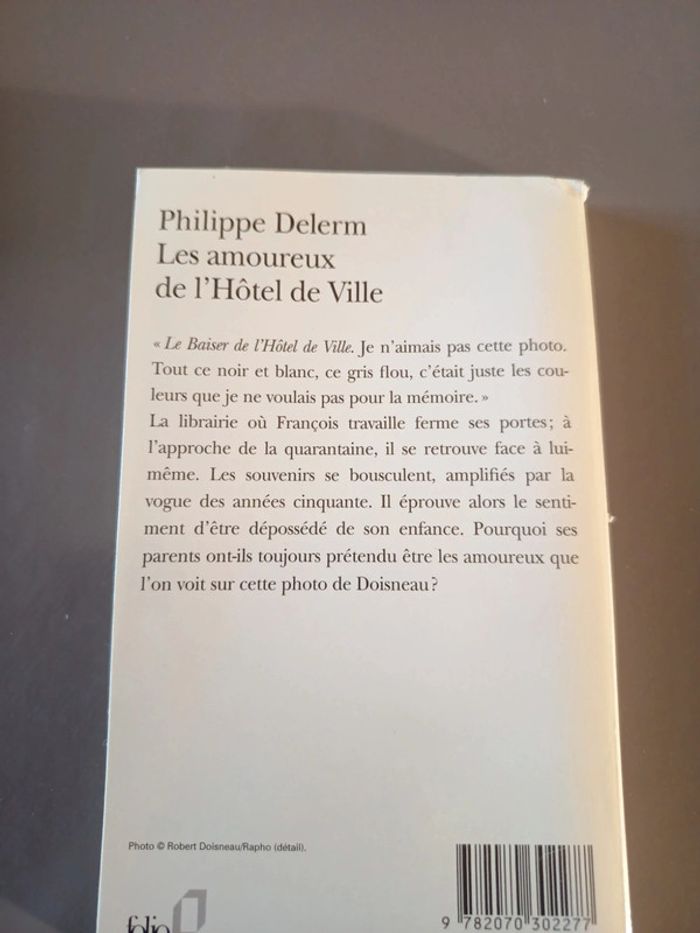 Philippe Delerm
Les amoureux
de l'Hôtel de Ville
« Le Baiser de l'Hôtel de Ville. Je n'aimais pas cette photo.
Tout ce noir et blanc, ce gris flou, c'était juste les cou-
leurs que je ne voulais pas pour la mémoire. »
La librairie où François travaille ferme ses portes ; à
l'approche de la quarantaine, il se retrouve face à lui-
même. Les souvenirs se bousculent, amplifiés par la
vogue des années cinquante. Il éprouve alors le senti-
ment d'être dépossédé de son enfance. Pourquoi ses
parents ont-ils toujours prétendu être les amoureux que
l'on voit sur cette photo de Doisneau ?
Photo © Robert Doisneau/Rapho (détail).
folio
9 782070 302277